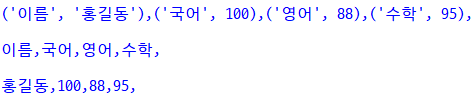 ('이름', '홍길동'),('국어', 100),('영어', 88),('수학', 95),
이름,국어,영어,수학,
홍길동,100,88,95,